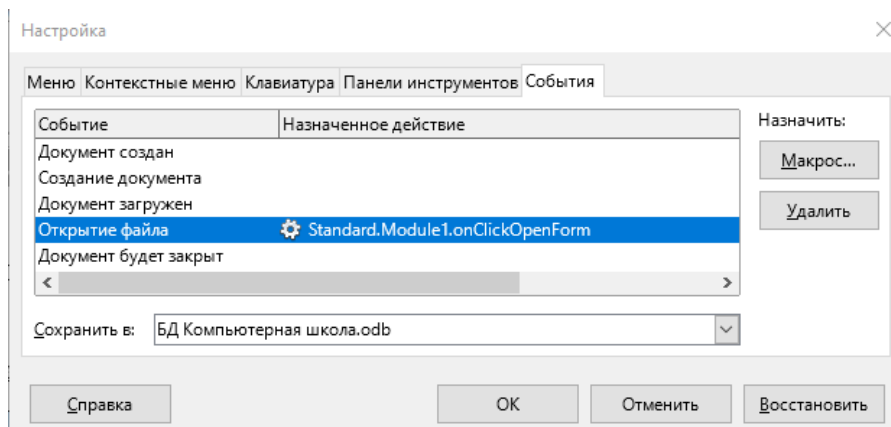 Настройка
Меню Контекстные меню Клавиатура Панели инструментов События
Событие Назначенное действие
Документ создан
Создание документа
Документ загружен
Открытие файла Standard.Module1.onClickOpenForm
Документ будет закрыт
Назначить:
Макрос...
Удалить
Сохранить в: БД Компьютерная школа.odb
Справка ОК Отменить Восстановить